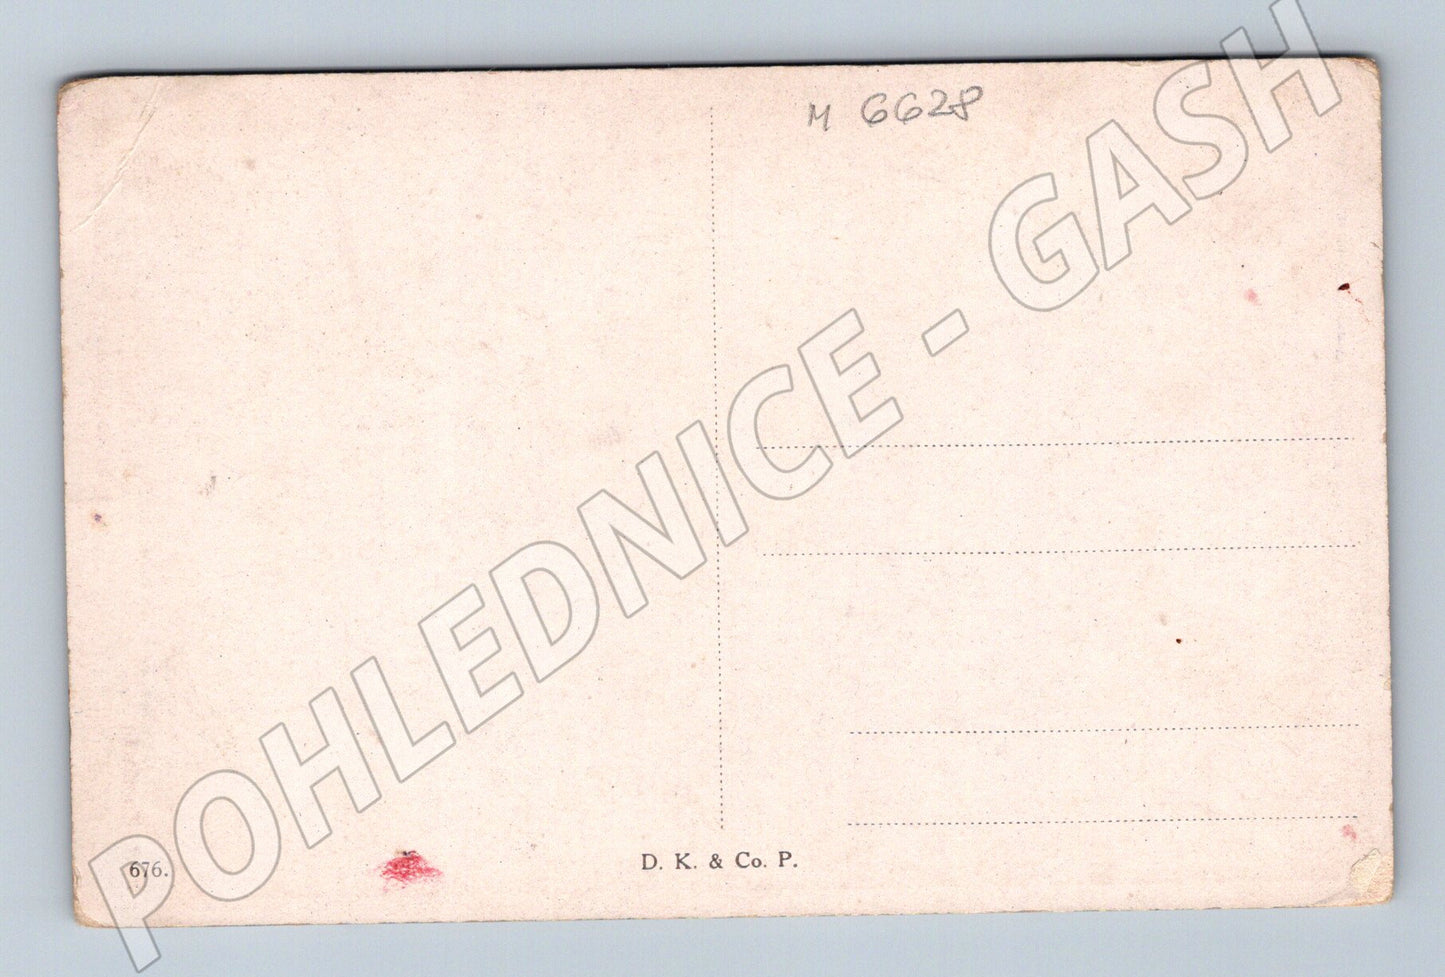 M 6628
POHLEDNICE - GASH
676.
D. K. & Co. P.